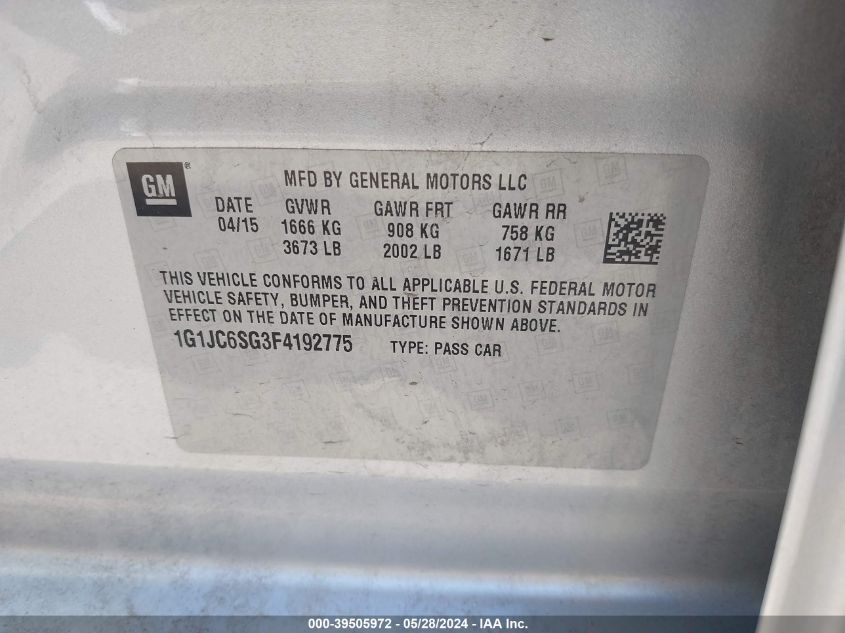 GM ®
MFD BY GENERAL MOTORS LLC
DATE GVWR GAWR FRT GAWR RR
04/15 1666 KG 908 KG 758 KG
3673 LB 2002 LB 1671 LB
THIS VEHICLE CONFORMS TO ALL APPLICABLE U.S. FEDERAL MOTOR
VEHICLE SAFETY, BUMPER, AND THEFT PREVENTION STANDARDS IN
EFFECT ON THE DATE OF MANUFACTURE SHOWN ABOVE.
1G1JC6SG3F4192775 TYPE: PASS CAR
000-39505972 - 05/28/2024 - IAA Inc.